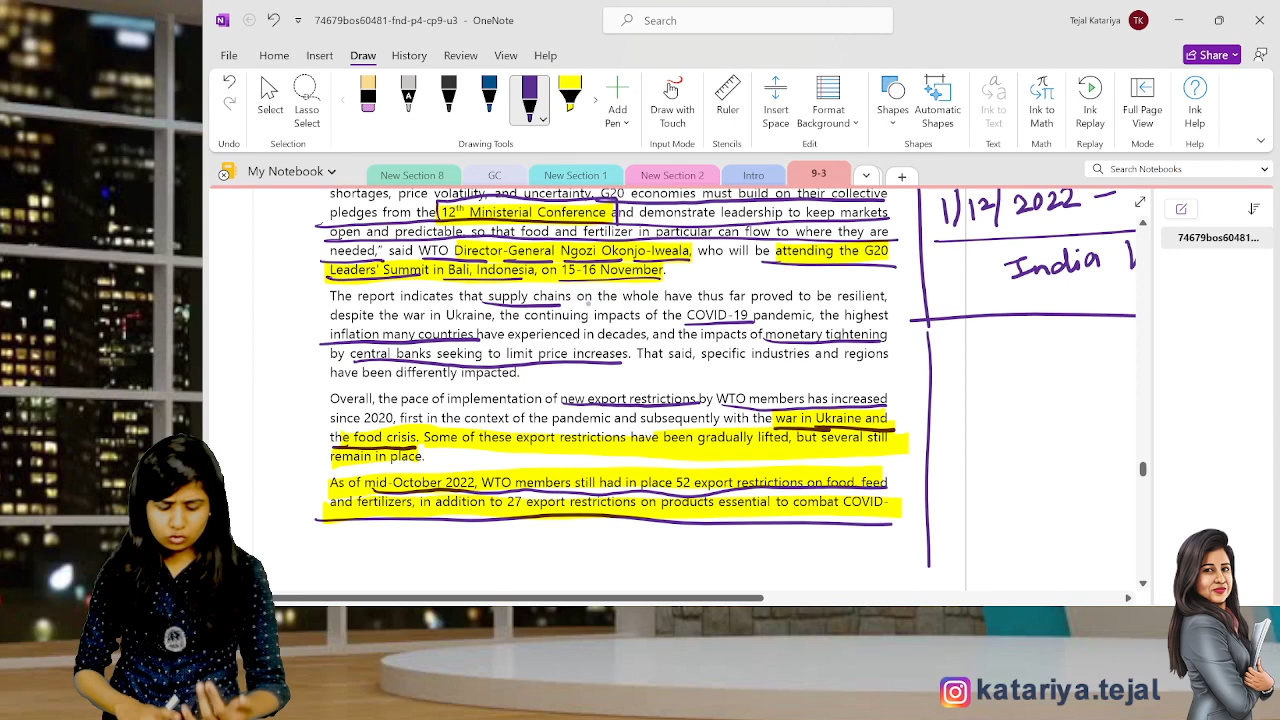 74679bos60481-fnd-p4-cp9-u3 - OneNote
Search
Tejal Katariya TK
File Home Insert Draw History Review View Help
Share
Undo
Select
Lasso Select
Add Pen
Draw with Touch
Ruler
Insert Space
Format Background
Shapes
Automatic Shapes
Ink to Text
Ink to Math
Ink Replay
Full Page View
Ink Help
Undo Selection Drawing Tools Input Mode Stencils Edit Shapes Text Math Replay Mode Help
My Notebook New Section 8 GC New Section 1 New Section 2 Intro 9-3 Search Notebooks
shortages, price volatility, and uncertainty, G20 economies must build on their collective
pledges from the 12th Ministerial Conference and demonstrate leadership to keep markets
open and predictable, so that food and fertilizer in particular can flow to where they are
needed,” said WTO Director-General Ngozi Okonjo-Iweala, who will be attending the G20
Leaders' Summit in Bali, Indonesia, on 15-16 November.
The report indicates that supply chains on the whole have thus far proved to be resilient,
despite the war in Ukraine, the continuing impacts of the COVID-19 pandemic, the highest
inflation many countries have experienced in decades, and the impacts of monetary tightening
by central banks seeking to limit price increases. That said, specific industries and regions
have been differently impacted.
Overall, the pace of implementation of new export restrictions by WTO members has increased
since 2020, first in the context of the pandemic and subsequently with the war in Ukraine and
the food crisis. Some of these export restrictions have been gradually lifted, but several still
remain in place.
As of mid-October 2022, WTO members still had in place 52 export restrictions on food, feed
and fertilizers, in addition to 27 export restrictions on products essential to combat COVID-
1/12/2022 -
India
74679bos60481...
katariya.tejal